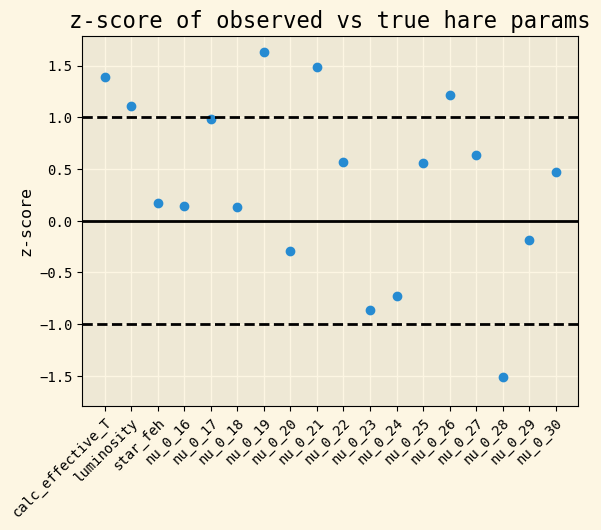 z-score of observed vs true hare params
z-score
1.5
1.0
0.5
0.0
−0.5
−1.0
−1.5
calc_effective_T
luminosity
star_feh
nu_0_16
nu_0_17
nu_0_18
nu_0_19
nu_0_20
nu_0_21
nu_0_22
nu_0_23
nu_0_24
nu_0_25
nu_0_26
nu_0_27
nu_0_28
nu_0_29
nu_0_30